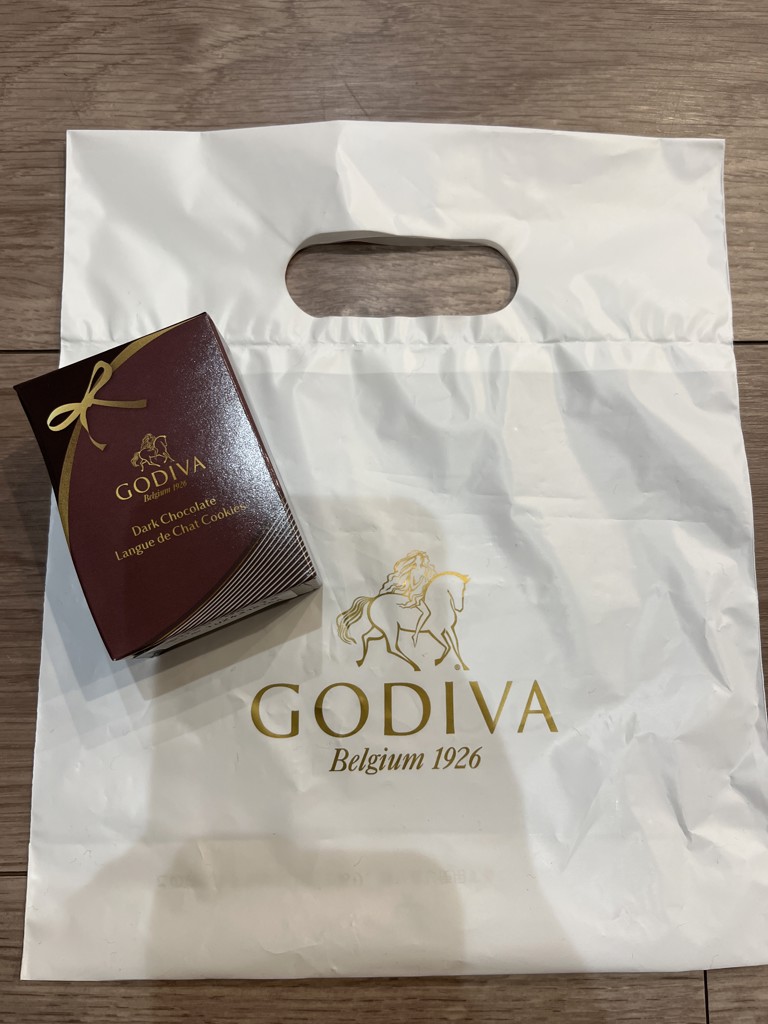 GODIVA
Belgium 1926
Dark Chocolate
Langue de Chat Cookies
GODIVA
Belgium 1926